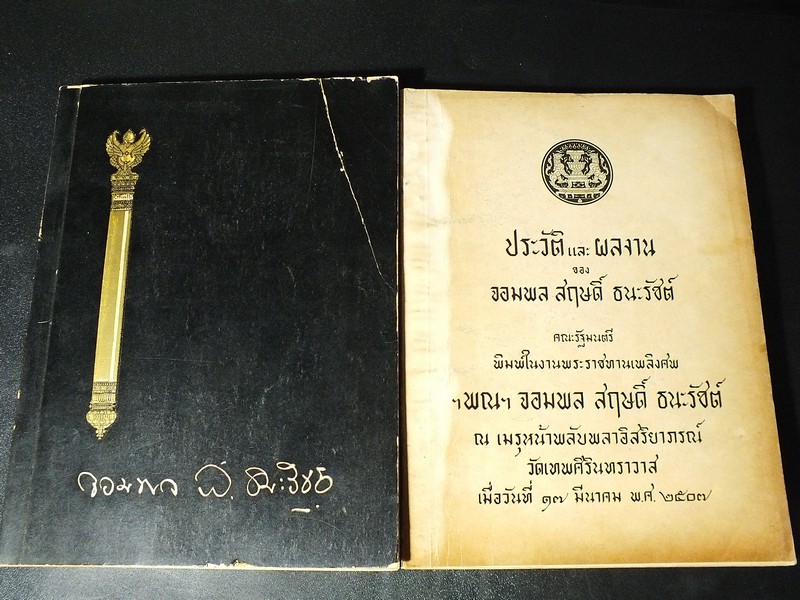 จอมพล ส. ธนะรัชต์
ประวัติ และ ผลงาน
ของ
จอมพล สฤษดิ์ ธนะรัชต์
คณะรัฐมนตรี
พิมพ์ในงานพระราชทานเพลิงศพ
ฯพณฯ จอมพล สฤษดิ์ ธนะรัชต์
ณ เมรุหน้าพลับพลาอิสริยาภรณ์
วัดเทพศิรินทราวาส
เมื่อวันที่ ๑๗ มีนาคม พ.ศ. ๒๕๐๗